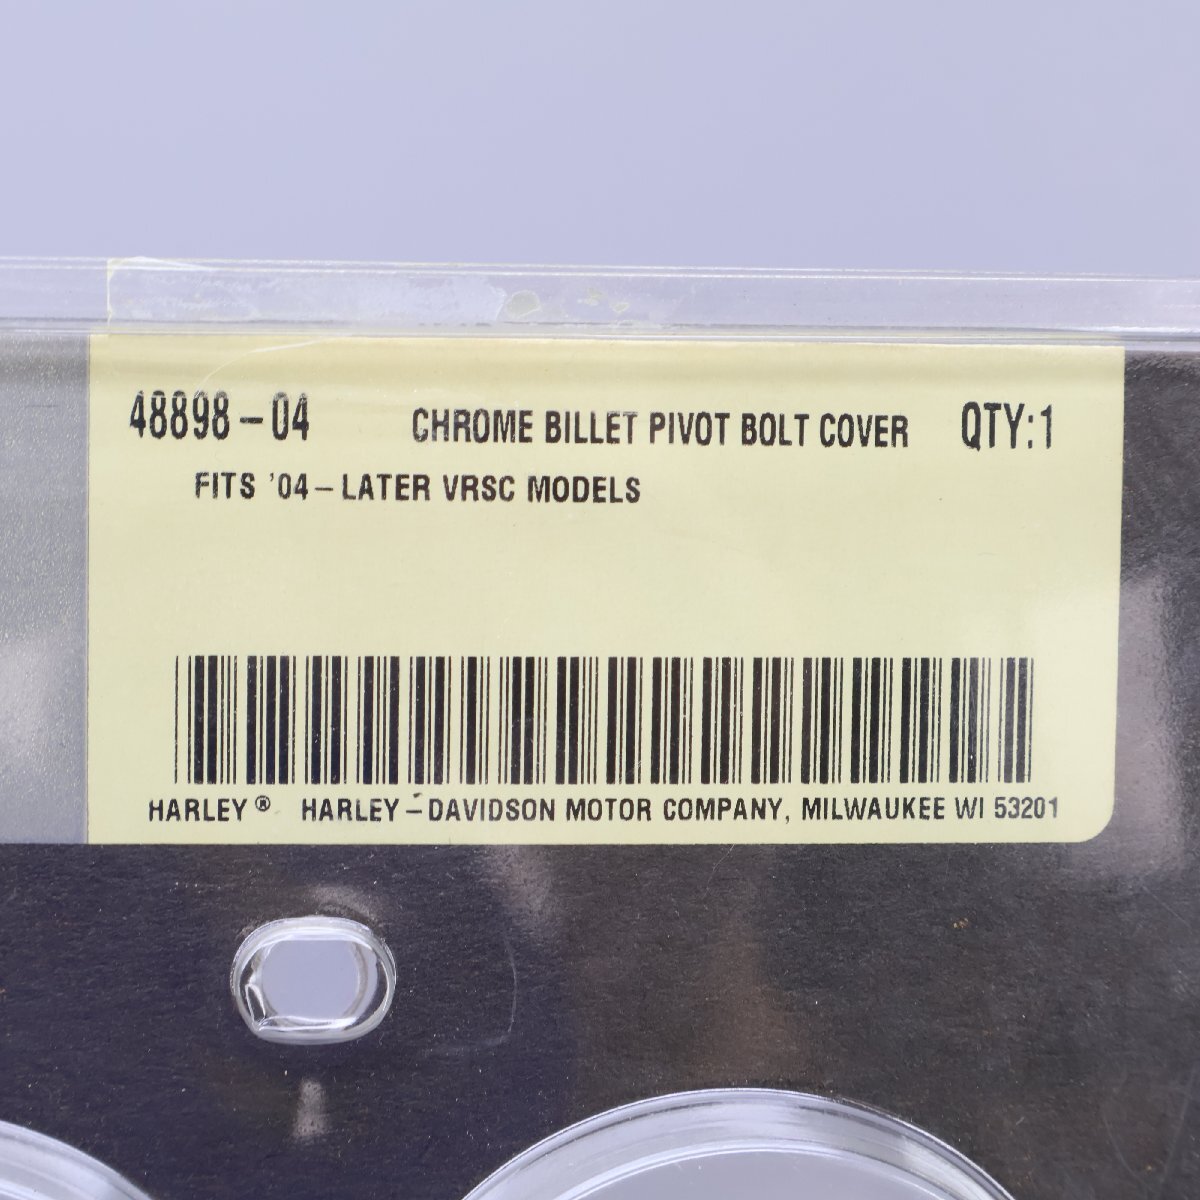 48898-04 CHROME BILLET PIVOT BOLT COVER QTY:1
FITS '04-LATER VRSC MODELS
HARLEY® HARLEY-DAVIDSON MOTOR COMPANY, MILWAUKEE WI 53201